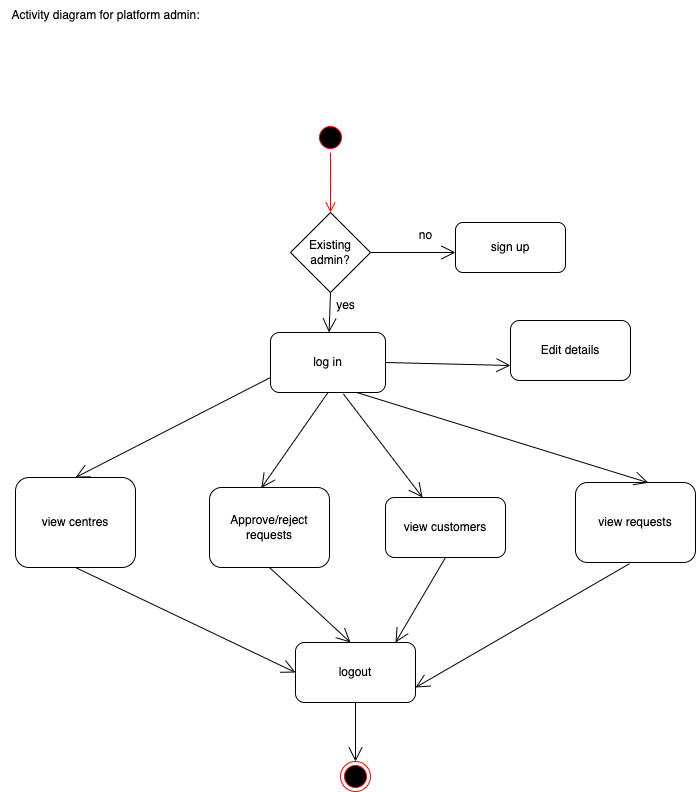 Activity diagram for platform admin:
Existing
admin?
no
sign up
yes
log in
Edit details
view centres
Approve/reject
requests
view customers
view requests
logout